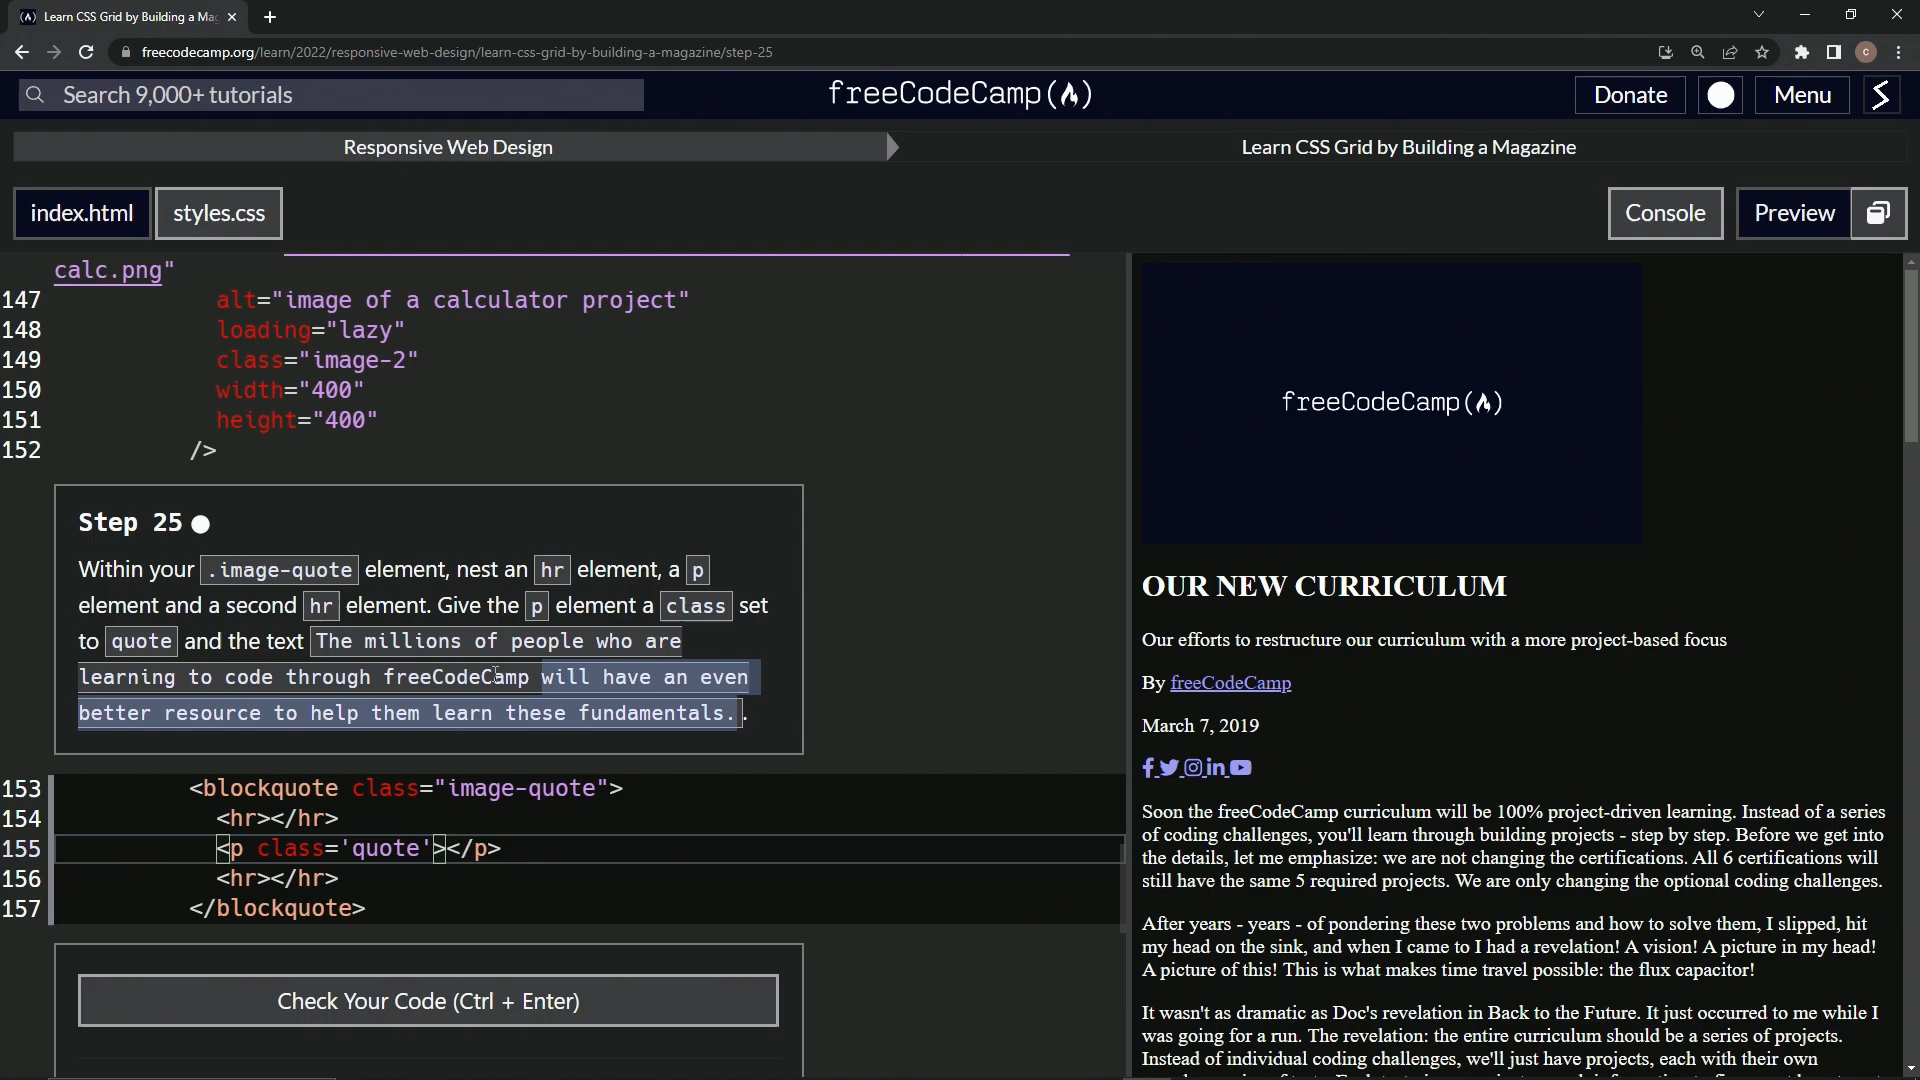 Learn CSS Grid by Building a Mag
freecodecamp.org/learn/2022/responsive-web-design/learn-css-grid-by-building-a-magazine/step-25
C
Search 9,000+ tutorials
freeCodeCamp
Donate
Menu
Responsive Web Design
Learn CSS Grid by Building a Magazine
index.html
styles.css
Console
Preview
calc.png"
147 alt="image of a calculator project"
148 loading="lazy"
149 class="image-2"
150 width="400"
151 height="400"
152 />
Step 25
Within your .image-quote element, nest an hr element, a p
element and a second hr element. Give the p element a class set
to quote and the text The millions of people who are
learning to code through freeCodeCamp will have an even
better resource to help them learn these fundamentals. .
153 <blockquote class="image-quote">
154 <hr></hr>
155 <p class='quote'></p>
156 <hr></hr>
157 </blockquote>
Check Your Code (Ctrl + Enter)
freeCodeCamp
OUR NEW CURRICULUM
Our efforts to restructure our curriculum with a more project-based focus
By freeCodeCamp
March 7, 2019
Soon the freeCodeCamp curriculum will be 100% project-driven learning. Instead of a series
of coding challenges, you'll learn through building projects - step by step. Before we get into
the details, let me emphasize: we are not changing the certifications. All 6 certifications will
still have the same 5 required projects. We are only changing the optional coding challenges.
After years - years - of pondering these two problems and how to solve them, I slipped, hit
my head on the sink, and when I came to I had a revelation! A vision! A picture in my head!
A picture of this! This is what makes time travel possible: the flux capacitor!
It wasn't as dramatic as Doc's revelation in Back to the Future. It just occurred to me while I
was going for a run. The revelation: the entire curriculum should be a series of projects.
Instead of individual coding challenges, we'll just have projects, each with their own